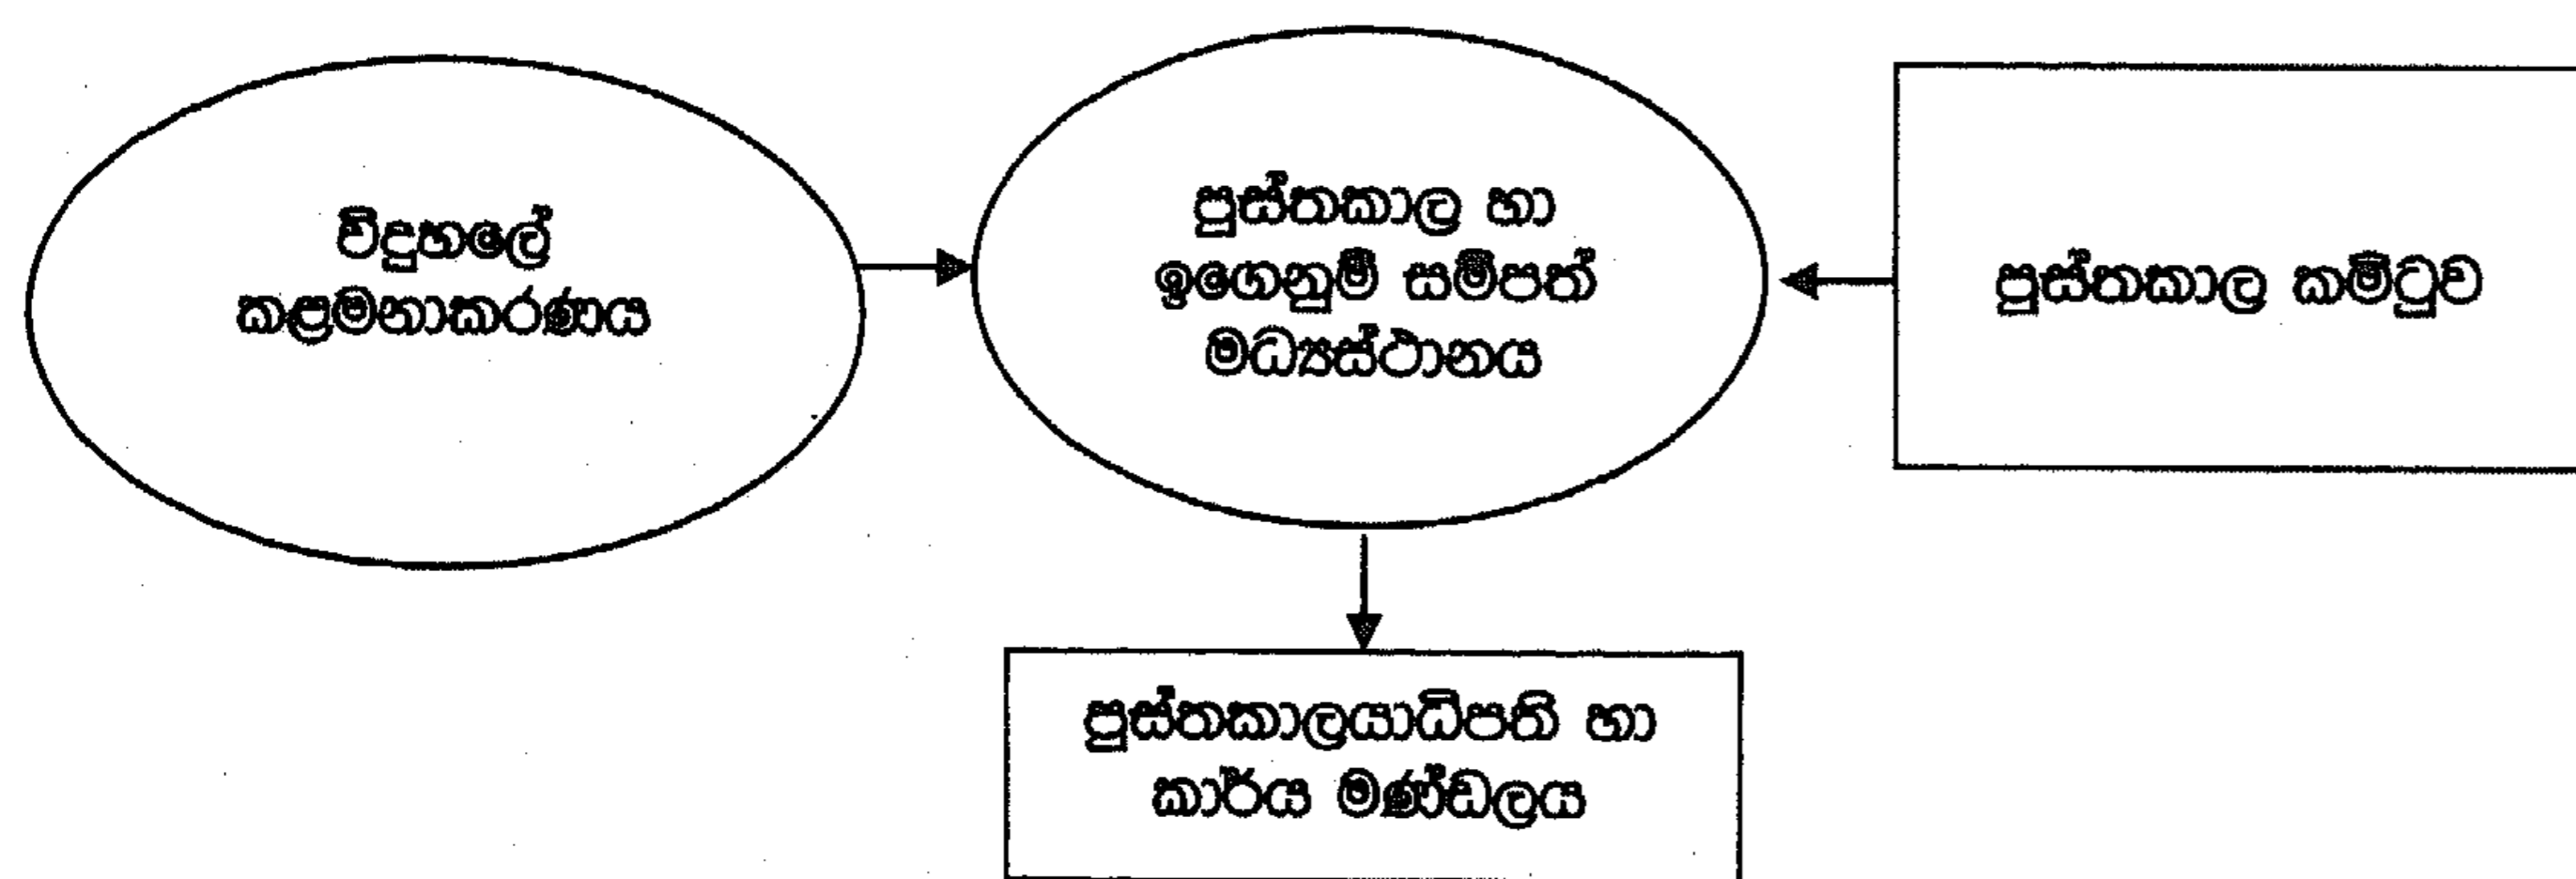 විදුහලේ
කළමනාකරණය
පුස්තකාල හා
ඉගෙනුම් සම්පත්
මධ්‍යස්ථානය
පුස්තකාල කමිටුව
පුස්තකාලයාධිපති හා
කාර්ය මණ්ඩලය